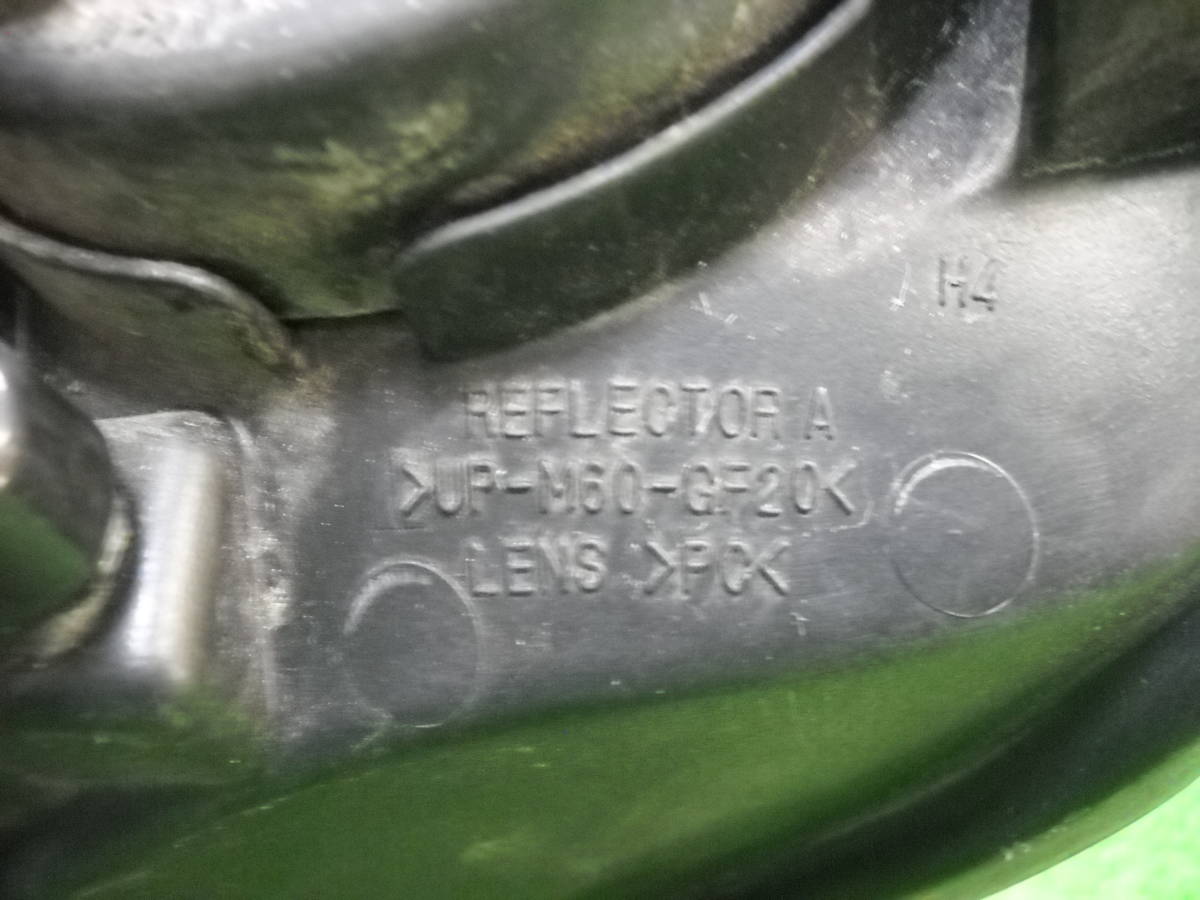 H4
REFLECTOR A
>UP-M60-GF20<
LENS >PC<